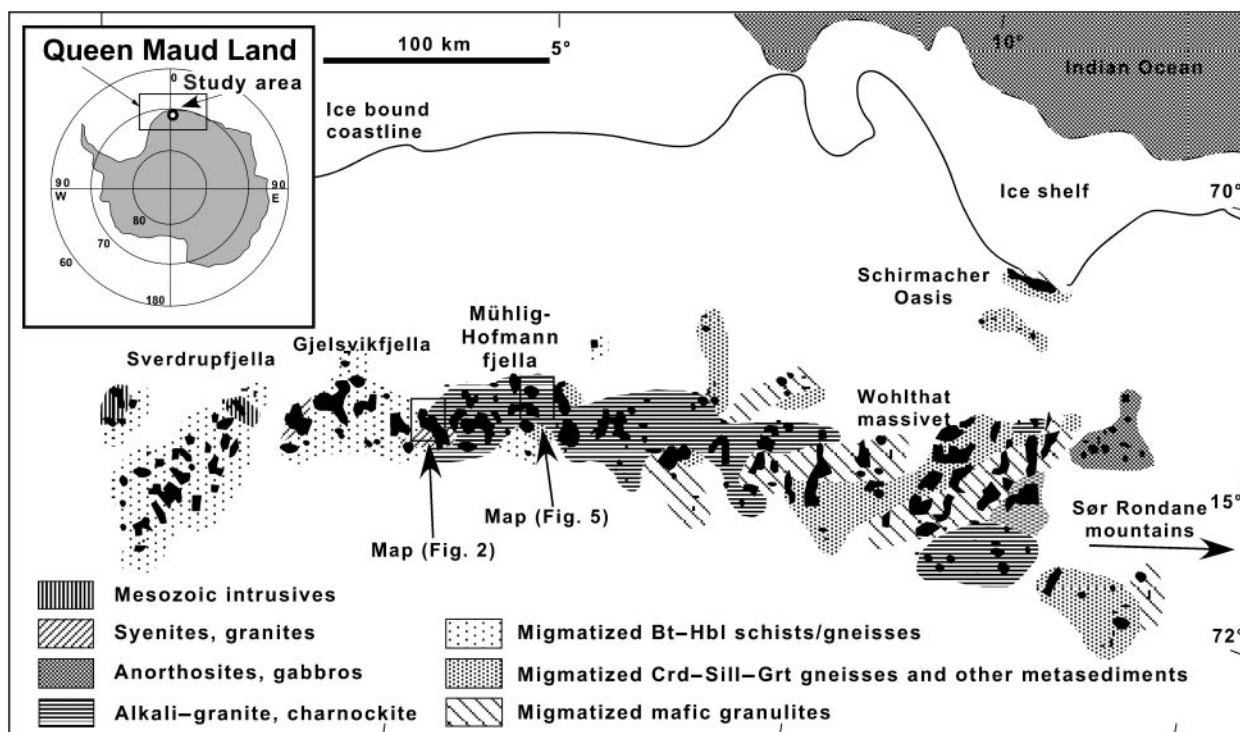 Queen Maud Land
0
Study area
90
W
90
E
80
70
60
180
100 km
5°
10°
Indian Ocean
Ice bound
coastline
Ice shelf
70°
Schirmacher
Oasis
Mühlig-
Hofmann
fjella
Gjelsvikfjella
Sverdrupfjella
Wohlthat
massivet
Map (Fig. 5)
Map (Fig. 2)
Sør Rondane
mountains
15°
72°
Mesozoic intrusives
Syenites, granites
Anorthosites, gabbros
Alkali–granite, charnockite
Migmatized Bt–Hbl schists/gneisses
Migmatized Crd–Sill–Grt gneisses and other metasediments
Migmatized mafic granulites